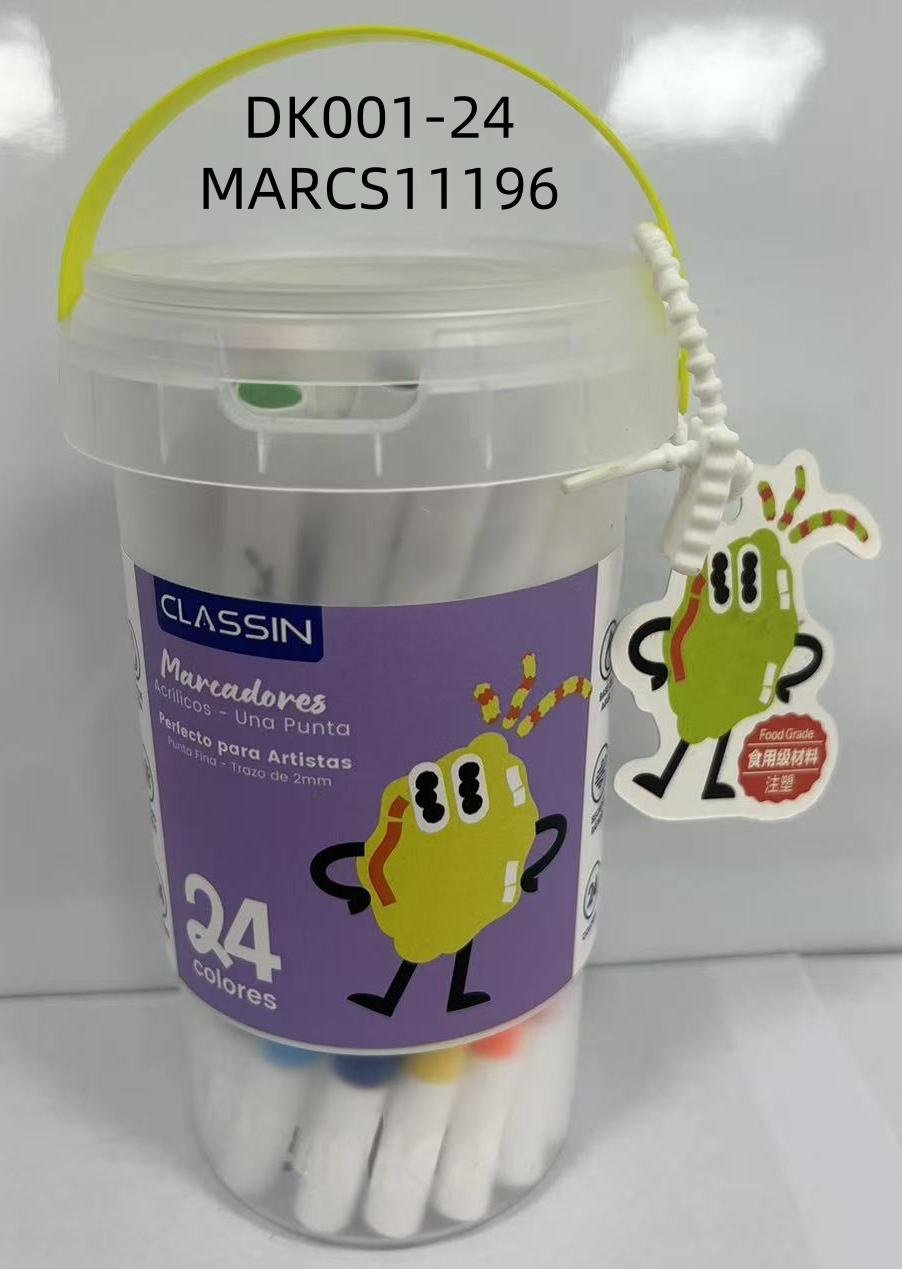 DK001-24
MARCS11196
CLASSIN
Marcadores
Acrílicos - Una Punta
Perfecto para Artistas
Punta Fina - Trazo de 2mm
24
colores
Food Grade
食用级材料
注塑